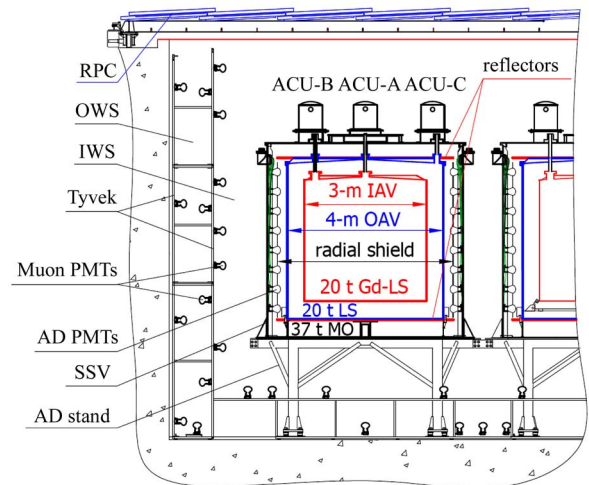 RPC
OWS
IWS
Tyvek
Muon PMTs
AD PMTs
SSV
AD stand
ACU-B ACU-A ACU-C
reflectors
3-m IAV
4-m OAV
radial shield
20 t Gd-LS
20 t LS
37 t MO